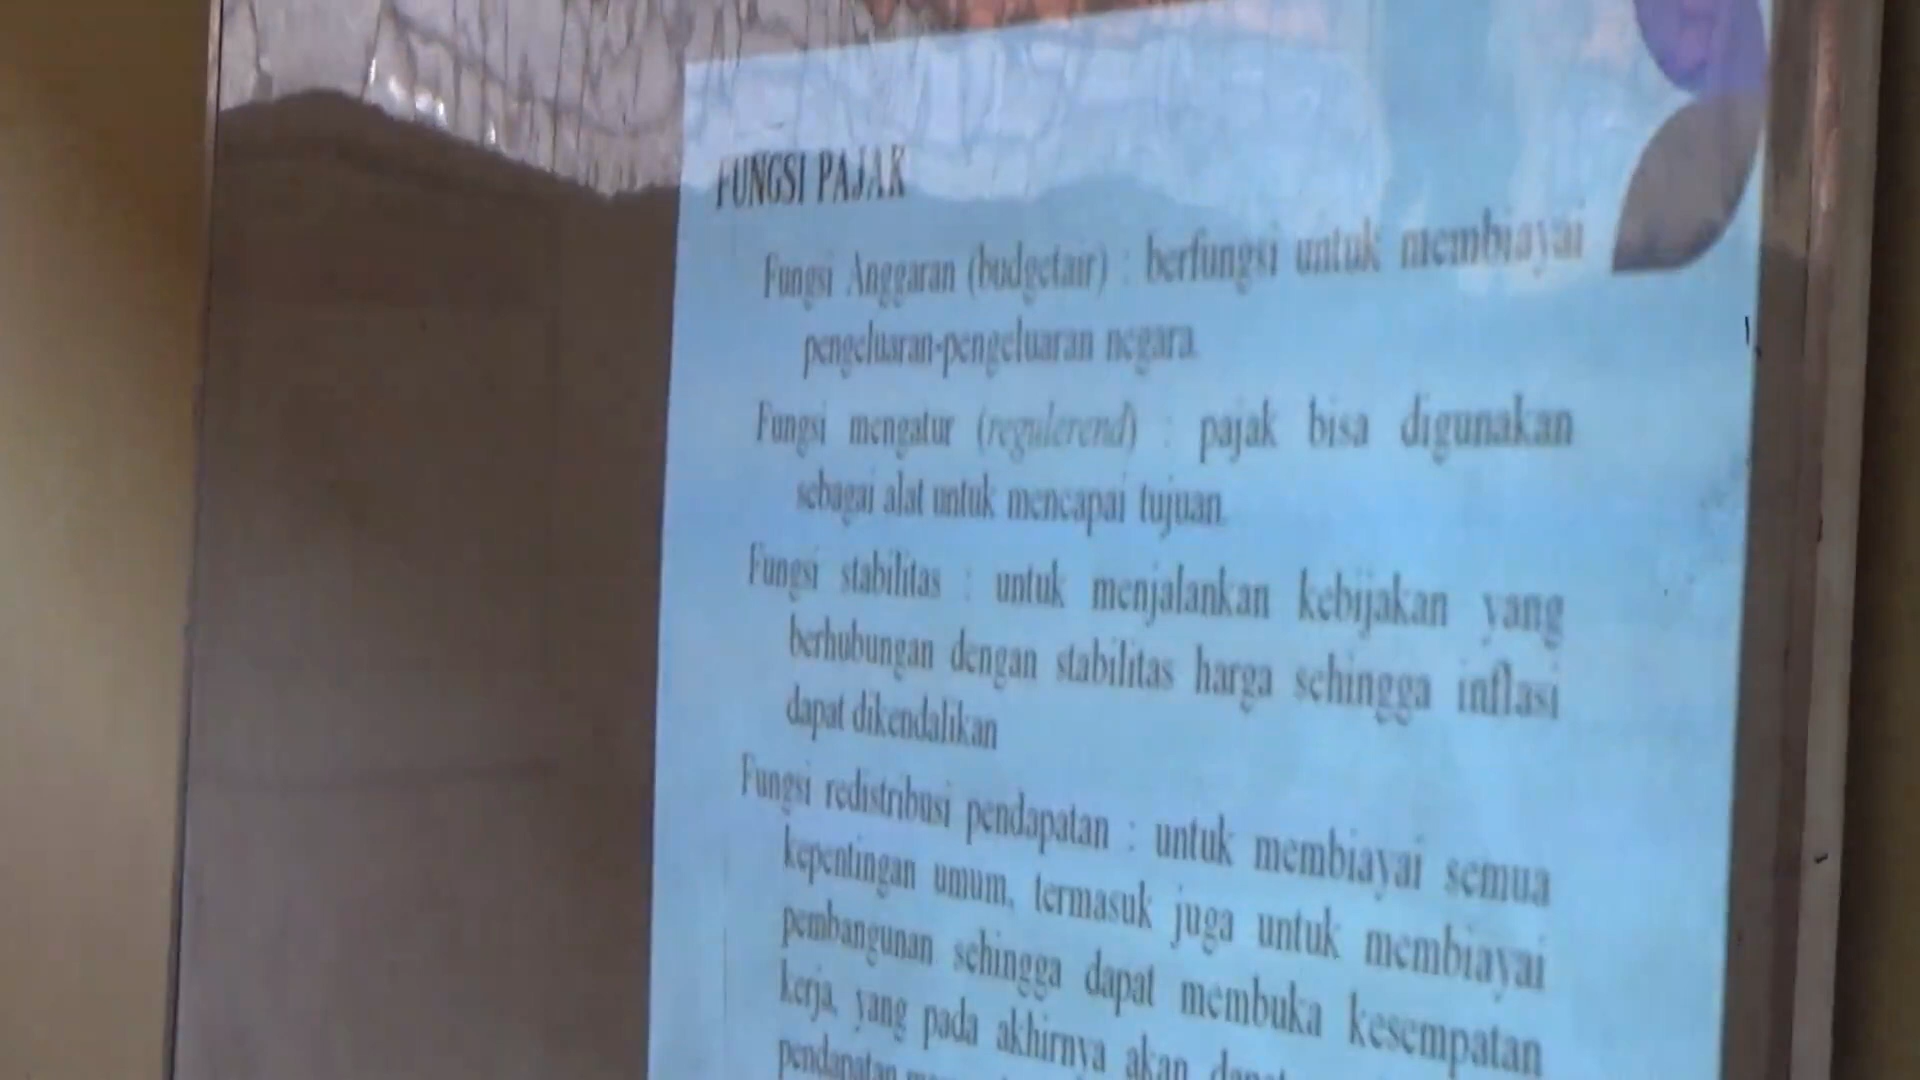 FUNGSI PAJAK
Fungsi Anggaran (budgetair) : berfungsi untuk membiayai
pengeluaran-pengeluaran negara.
Fungsi mengatur (regulerend) : pajak bisa digunakan
sebagai alat untuk mencapai tujuan.
Fungsi stabilitas : untuk menjalankan kebijakan yang
berhubungan dengan stabilitas harga sehingga inflasi
dapat dikendalikan
Fungsi redistribusi pendapatan : untuk membiayai semua
kepentingan umum, termasuk juga untuk membiayai
pembangunan sehingga dapat membuka kesempatan
kerja, yang pada akhirnya akan dapat
pendapatan